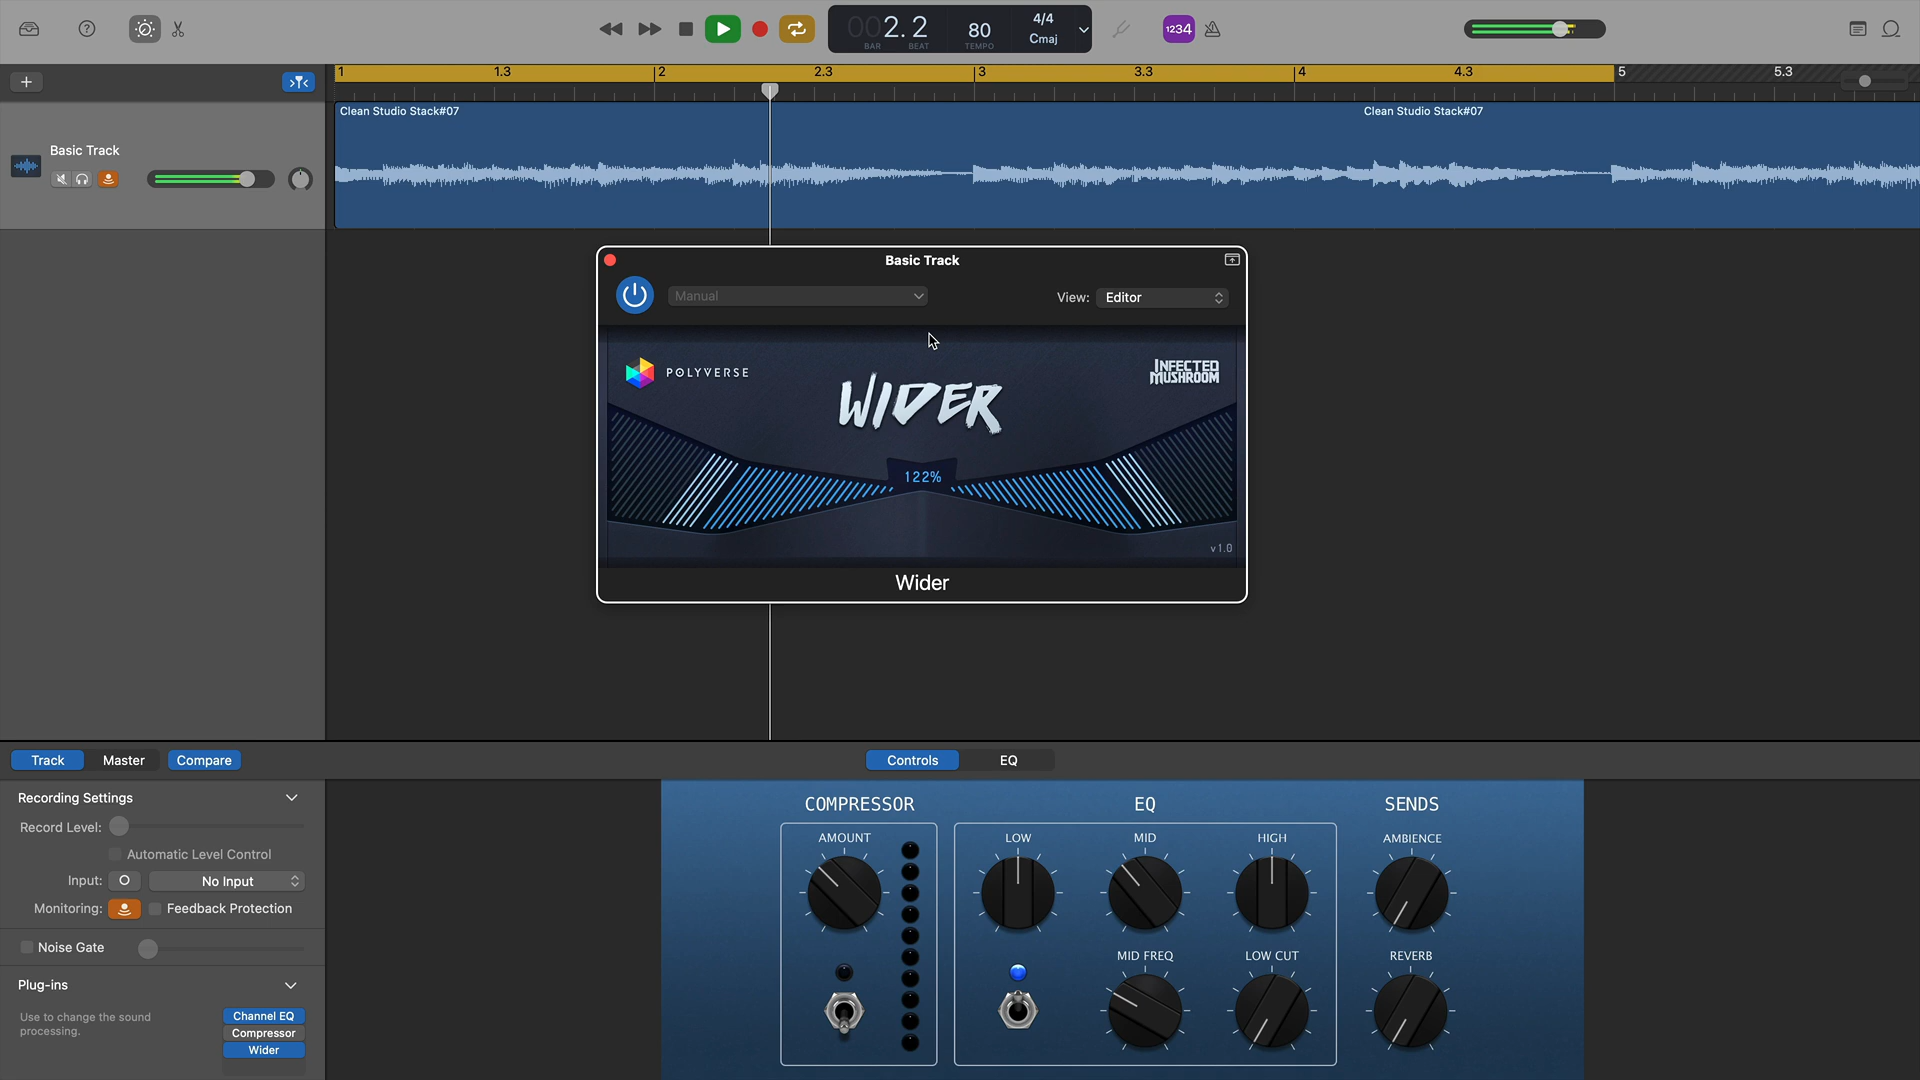 002. 2
BAR BEAT
80
TEMPO
4/4
Cmaj
1234
1 1.3 2 2.3 3 3.3 4 4.3 5 5.3
Clean Studio Stack#07 Clean Studio Stack#07
Basic Track
Basic Track
Manual
View: Editor
POLYVERSE
WIDER
INFECTED
MUSHROOM
122%
v1.0
Wider
Track Master Compare
Controls EQ
Recording Settings
Record Level:
Automatic Level Control
Input: No Input
Monitoring: Feedback Protection
Noise Gate
Plug-ins
Use to change the sound
processing.
Channel EQ
Compressor
Wider
COMPRESSOR EQ SENDS
AMOUNT LOW MID HIGH AMBIENCE
MID FREQ LOW CUT REVERB